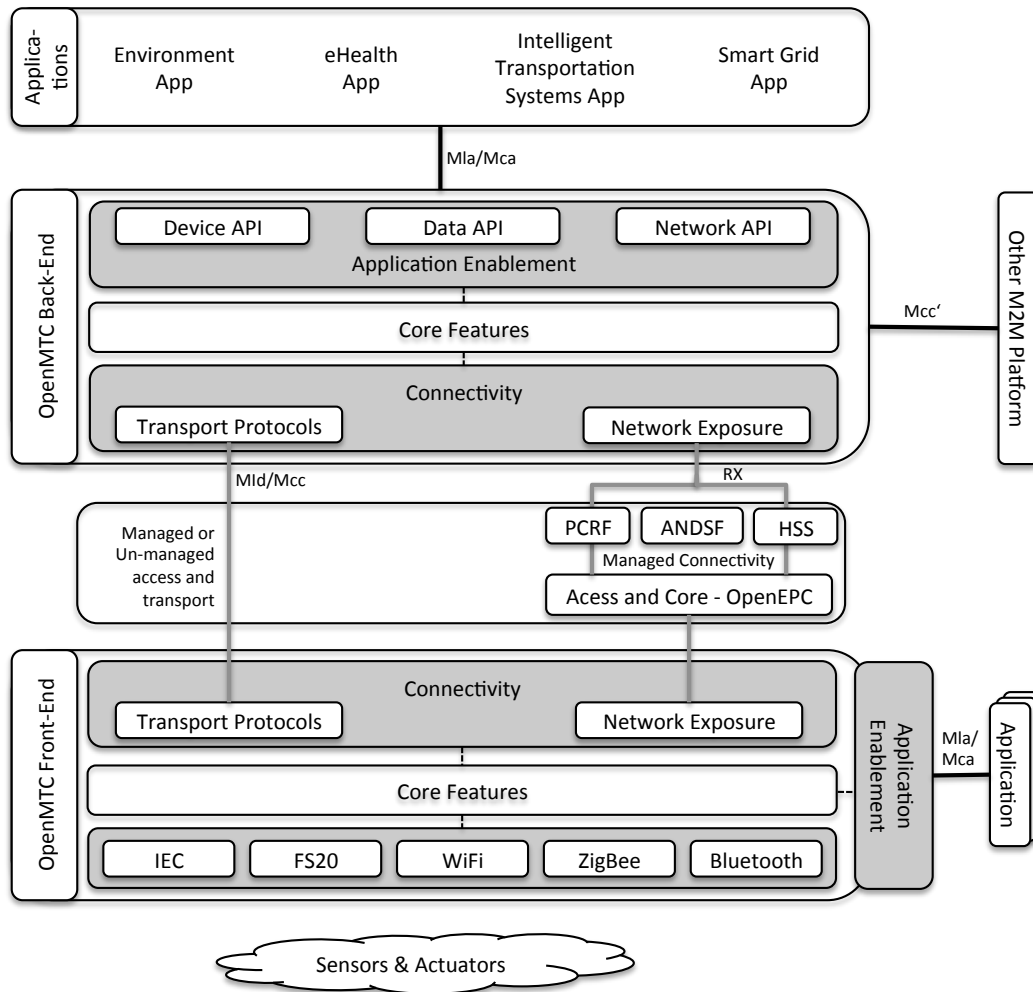 Applica-
tions
Environment
App
eHealth
App
Intelligent
Transportation
Systems App
Smart Grid
App
MIa/Mca
OpenMTC Back-End
Device API
Data API
Network API
Application Enablement
Core Features
Connectivity
Transport Protocols
Network Exposure
Mcc‘
Other M2M Platform
MId/Mcc
RX
Managed or
Un-managed
access and
transport
PCRF
ANDSF
HSS
Managed Connectivity
Acess and Core - OpenEPC
OpenMTC Front-End
Connectivity
Transport Protocols
Network Exposure
Core Features
IEC
FS20
WiFi
ZigBee
Bluetooth
Application
Enablement
MIa/
Mca
Application
Sensors & Actuators